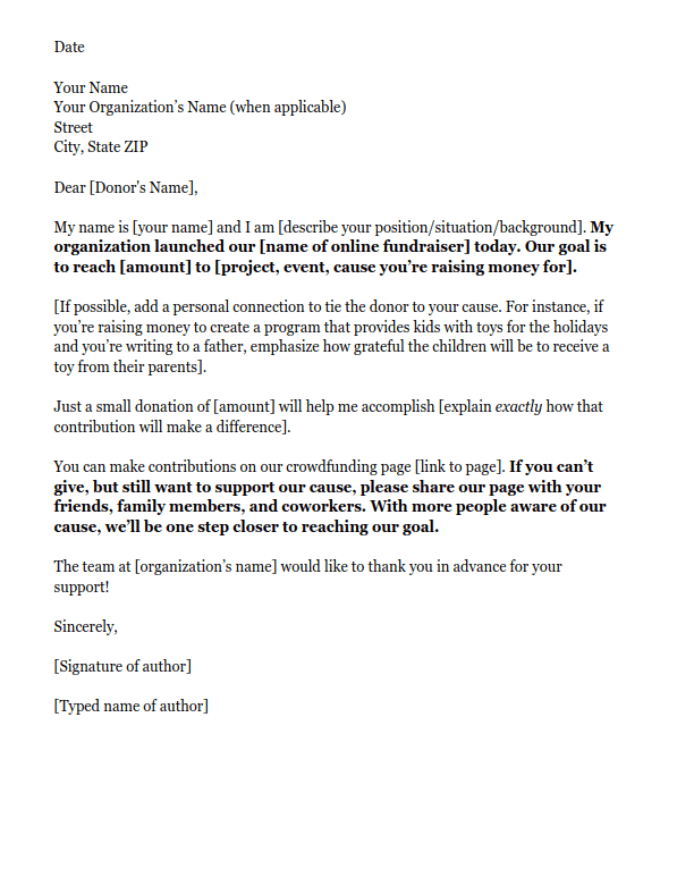 Date
Your Name
Your Organization’s Name (when applicable)
Street
City, State ZIP
Dear [Donor's Name],
My name is [your name] and I am [describe your position/situation/background]. My
organization launched our [name of online fundraiser] today. Our goal is
to reach [amount] to [project, event, cause you’re raising money for].
[If possible, add a personal connection to tie the donor to your cause. For instance, if
you’re raising money to create a program that provides kids with toys for the holidays
and you’re writing to a father, emphasize how grateful the children will be to receive a
toy from their parents].
Just a small donation of [amount] will help me accomplish [explain exactly how that
contribution will make a difference].
You can make contributions on our crowdfunding page [link to page]. If you can’t
give, but still want to support our cause, please share our page with your
friends, family members, and coworkers. With more people aware of our
cause, we’ll be one step closer to reaching our goal.
The team at [organization’s name] would like to thank you in advance for your
support!
Sincerely,
[Signature of author]
[Typed name of author]